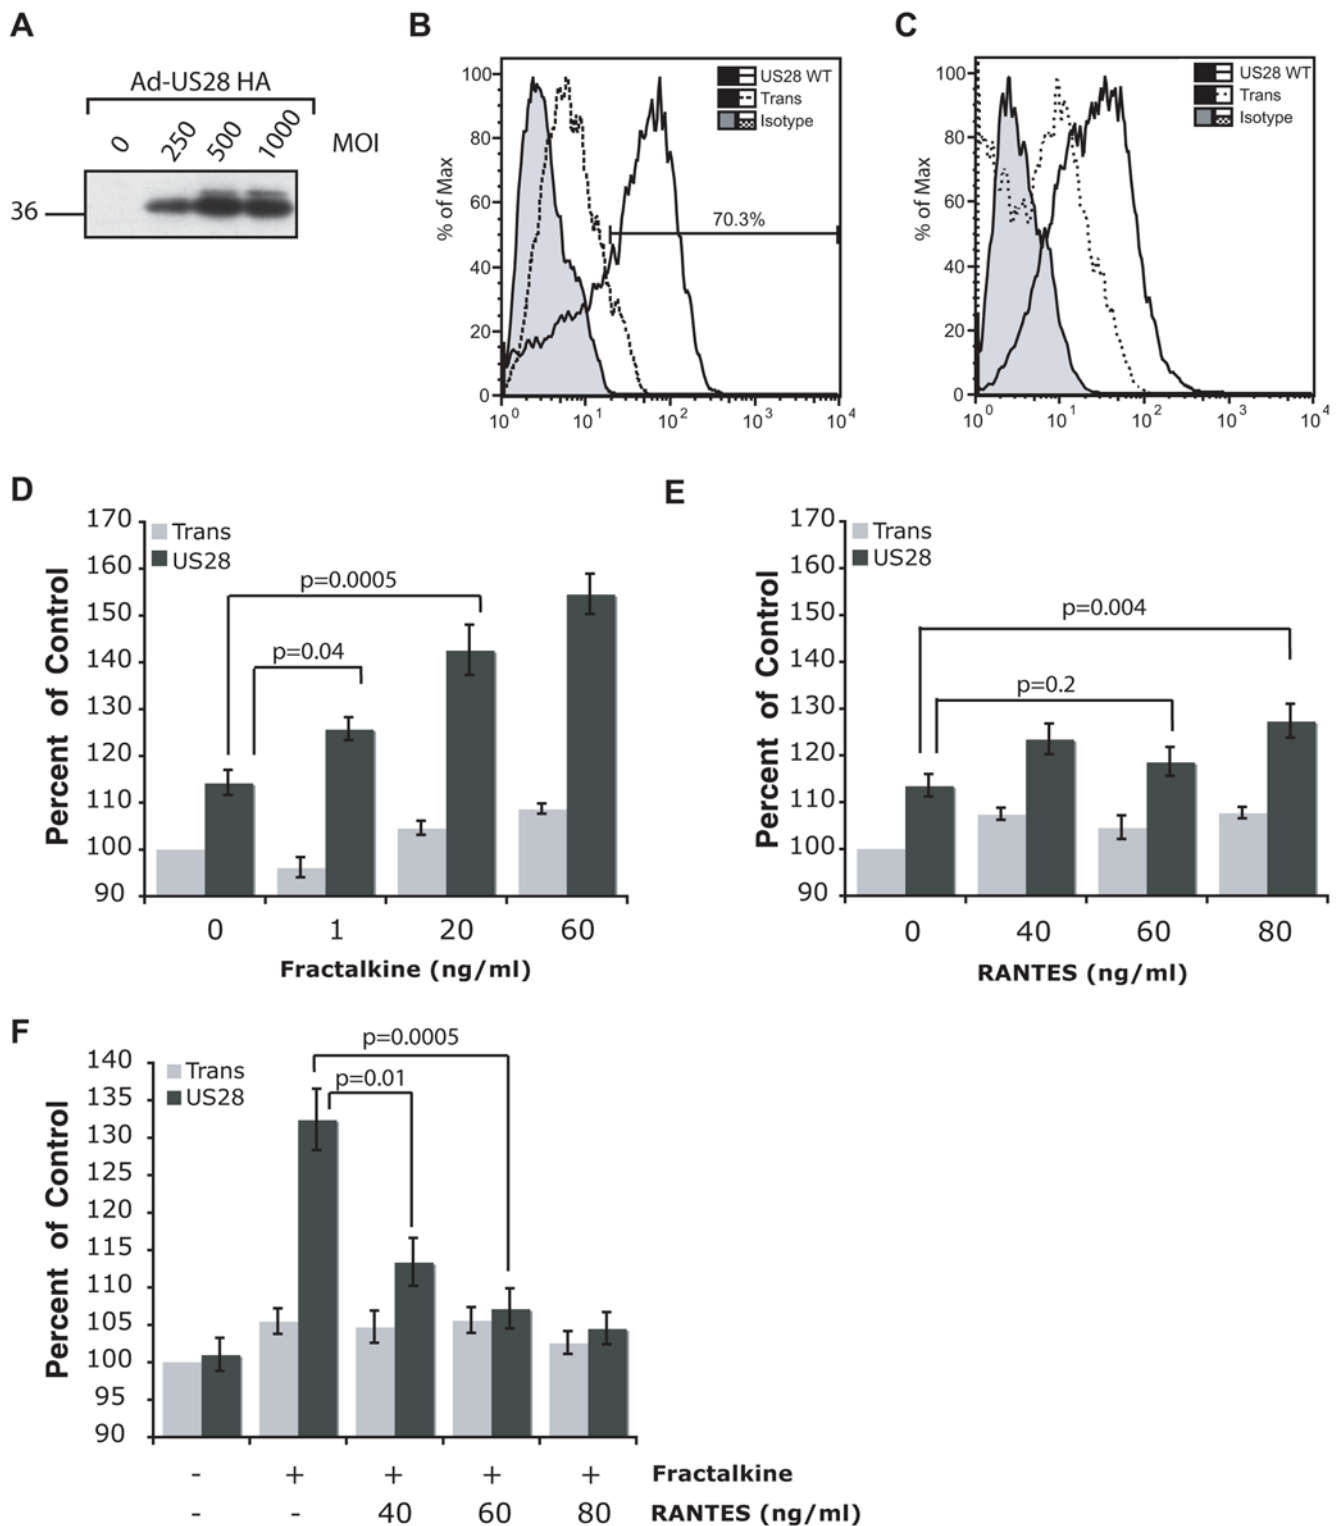 A
Ad-US28 HA
0 250 500 1000 MOI
36
B
100
80
60
40
20
0
% of Max
US28 WT
Trans
Isotype
70.3%
10^0 10^1 10^2 10^3 10^4
C
100
80
60
40
20
0
% of Max
US28 WT
Trans
Isotype
10^0 10^1 10^2 10^3 10^4
D
170
160
150
140
130
120
110
100
90
Percent of Control
Trans
US28
p=0.0005
p=0.04
0 1 20 60
Fractalkine (ng/ml)
E
170
160
150
140
130
120
110
100
90
Percent of Control
Trans
US28
p=0.004
p=0.2
0 40 60 80
RANTES (ng/ml)
F
140
135
130
125
120
115
110
105
100
95
90
Percent of Control
Trans
US28
p=0.0005
p=0.01
- + + + + Fractalkine
- - 40 60 80 RANTES (ng/ml)